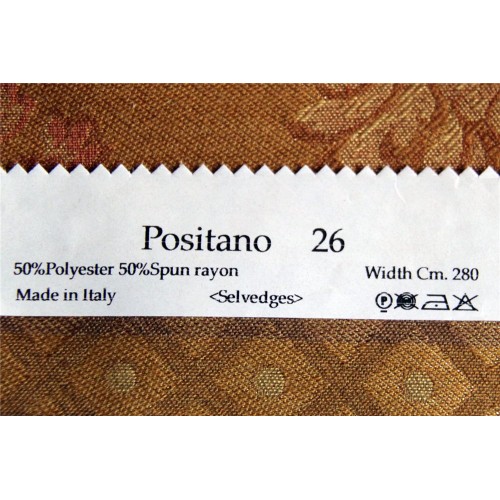 Positano 26
50%Polyester 50%Spun rayon Width Cm. 280
Made in Italy <Selvedges> P